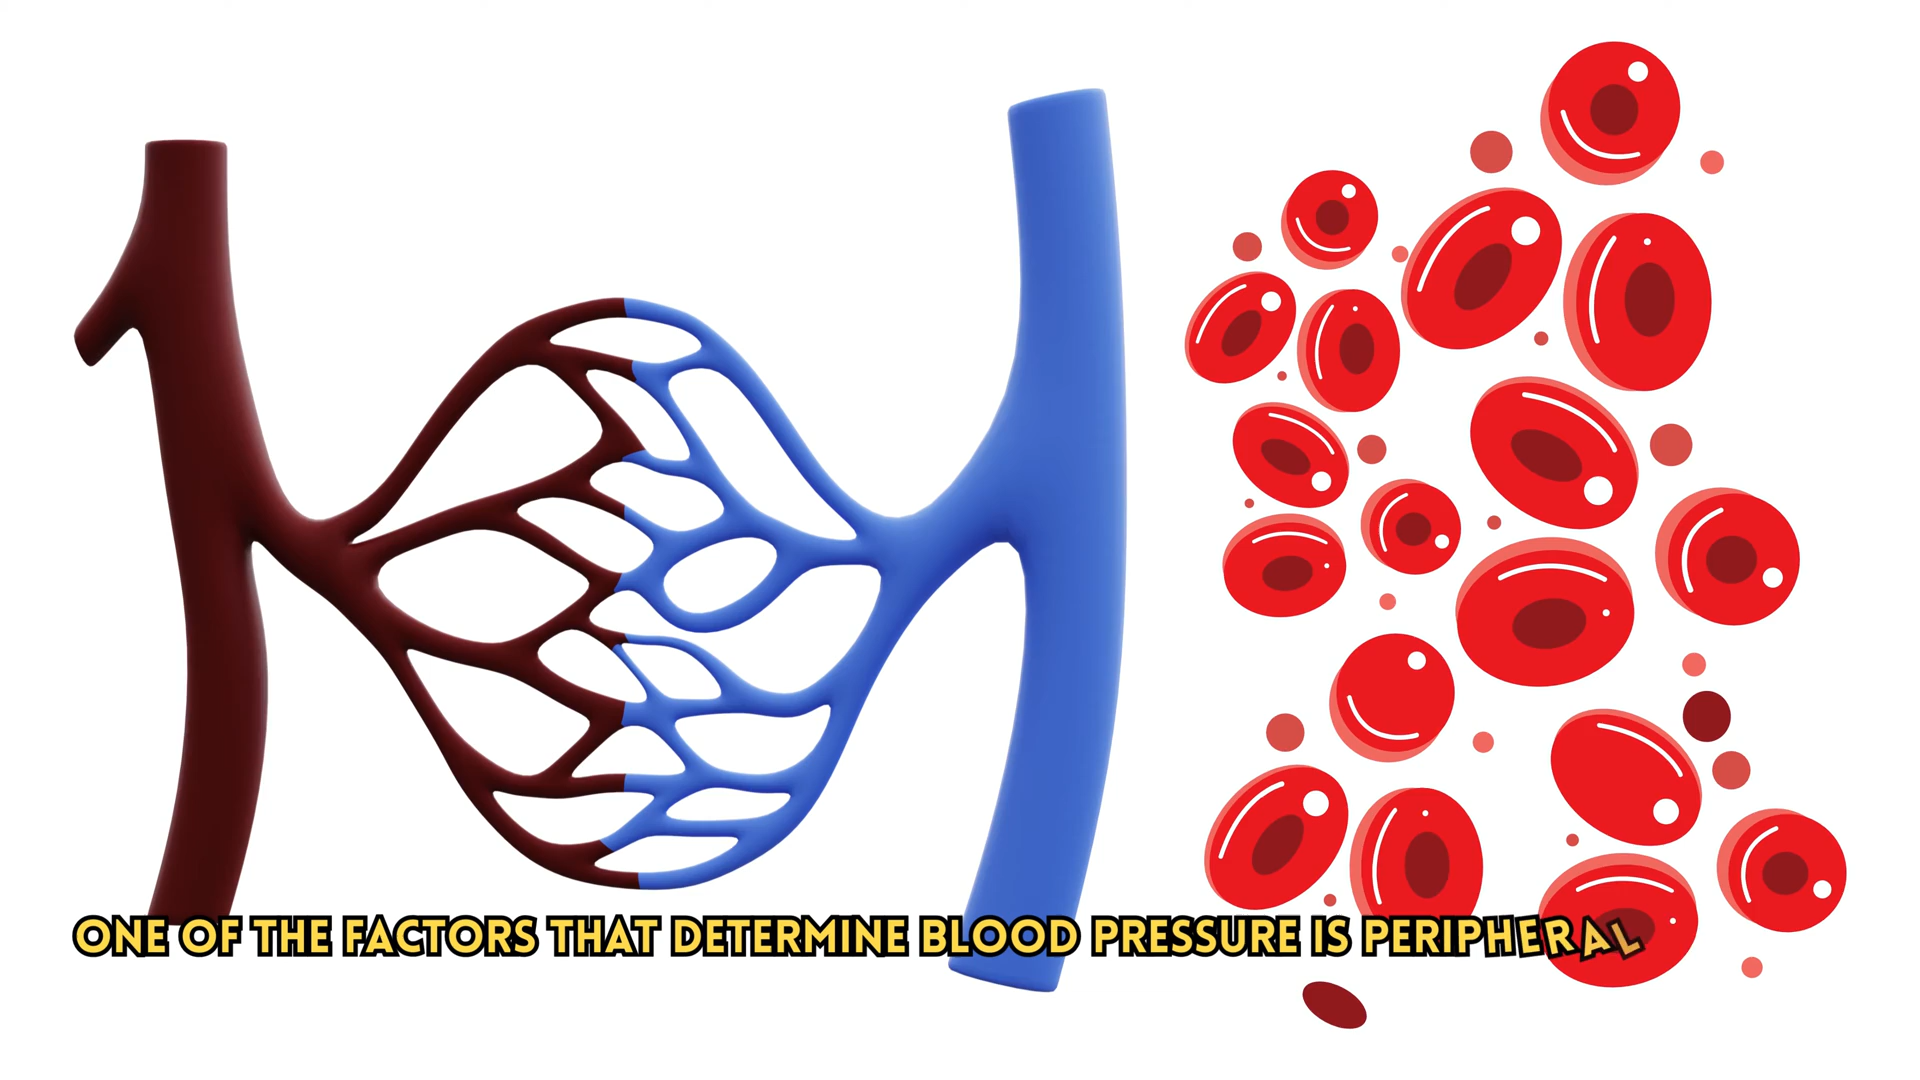 ONE OF THE FACTORS THAT DETERMINE BLOOD PRESSURE IS PERIPHERAL